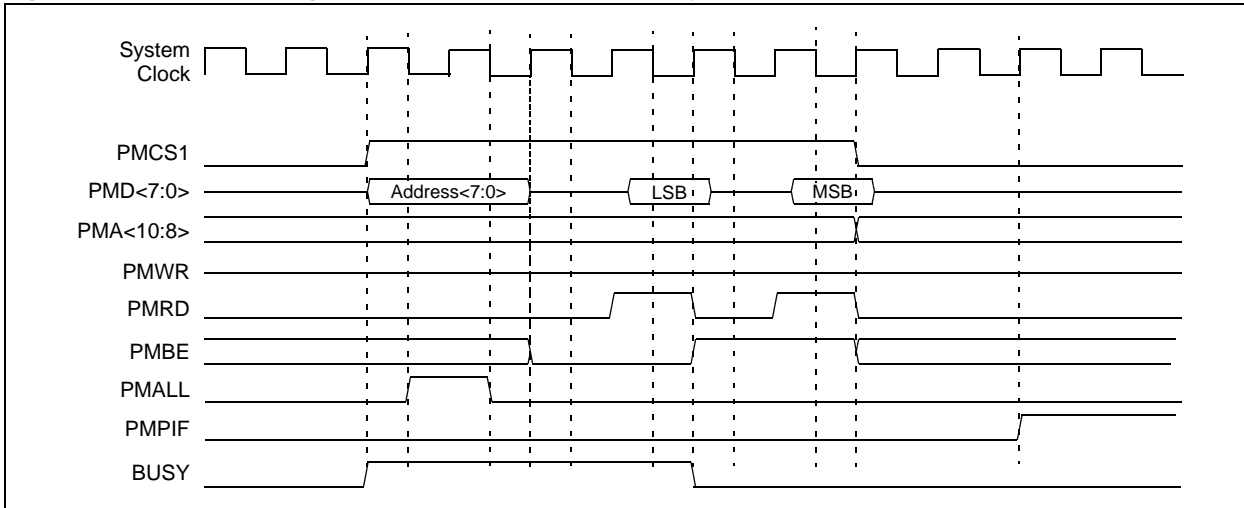 System
Clock
PMCS1
PMD<7:0>
Address<7:0>
LSB
MSB
PMA<10:8>
PMWR
PMRD
PMBE
PMALL
PMPIF
BUSY